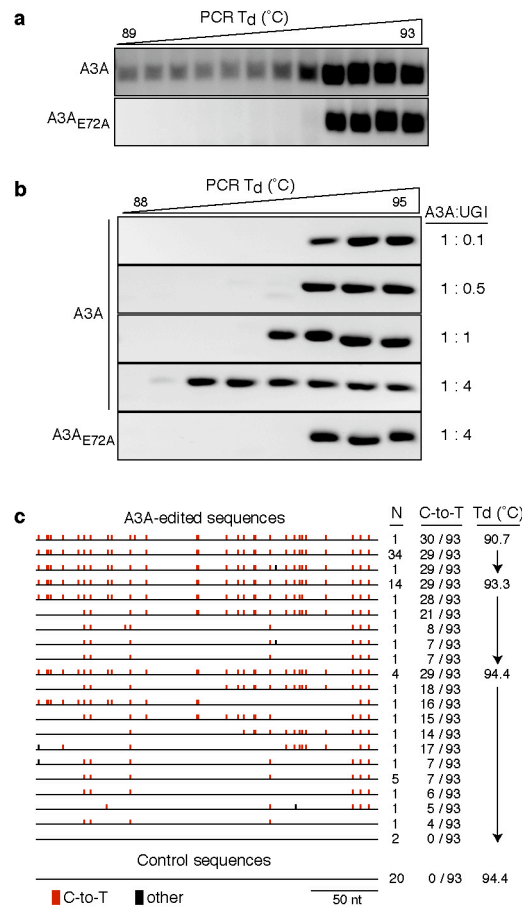 a
PCR Td (°C)
89 93
A3A
A3AE72A
b
PCR Td (°C)
88 95
A3A:UGI
1 : 0.1
1 : 0.5
A3A
1 : 1
1 : 4
A3AE72A 1 : 4
c
A3A-edited sequences N C-to-T Td (°C)
1 30 / 93 90.7
34 29 / 93
1 29 / 93
14 29 / 93 93.3
1 28 / 93
1 21 / 93
1 8 / 93
1 7 / 93
1 7 / 93
4 29 / 93 94.4
1 18 / 93
1 16 / 93
1 15 / 93
1 14 / 93
1 17 / 93
1 7 / 93
5 7 / 93
1 6 / 93
1 5 / 93
1 4 / 93
2 0 / 93
Control sequences
20 0 / 93 94.4
C-to-T other 50 nt